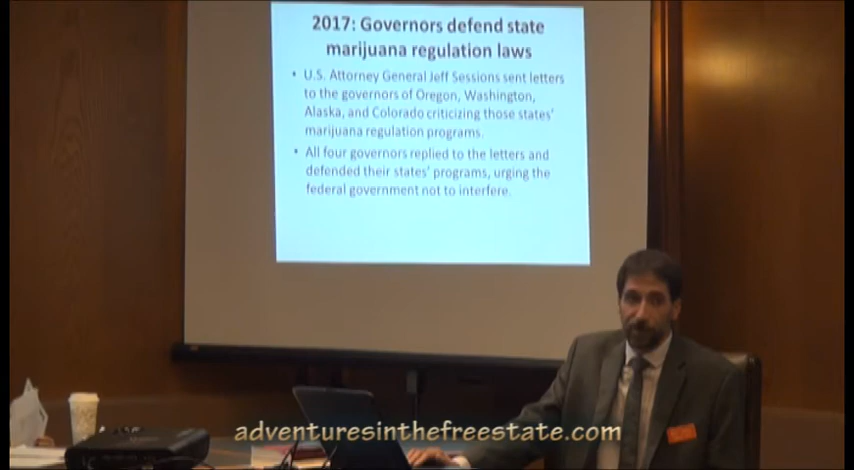 2017: Governors defend state
marijuana regulation laws
• U.S. Attorney General Jeff Sessions sent letters
to the governors of Oregon, Washington,
Alaska, and Colorado criticizing those states'
marijuana regulation programs.
• All four governors replied to the letters and
defended their states' programs, urging the
federal government not to interfere.
adventuresinthefreestate.com